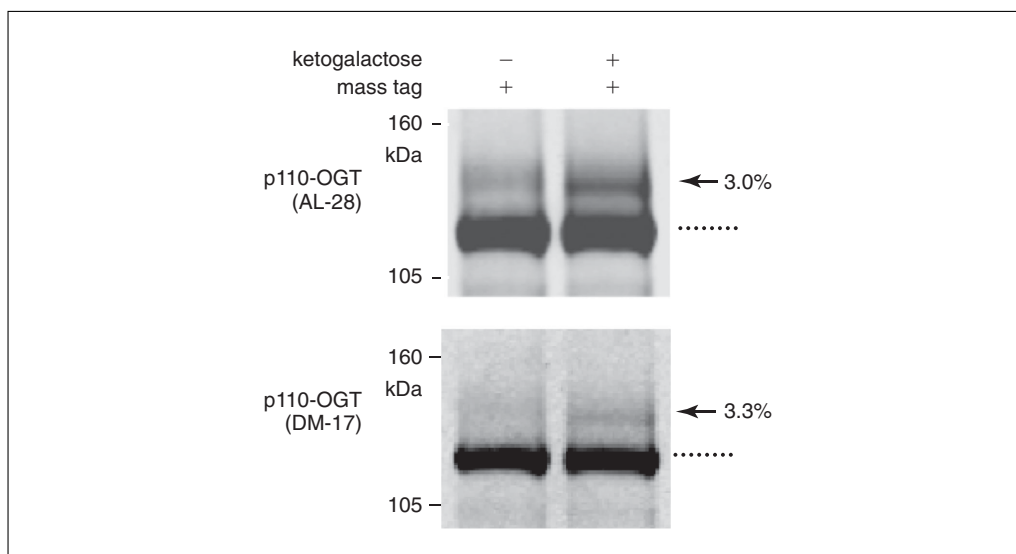 ketogalactose − +
mass tag + +
160
kDa
p110-OGT
(AL-28)
3.0%
105
160
kDa
p110-OGT
(DM-17)
3.3%
105